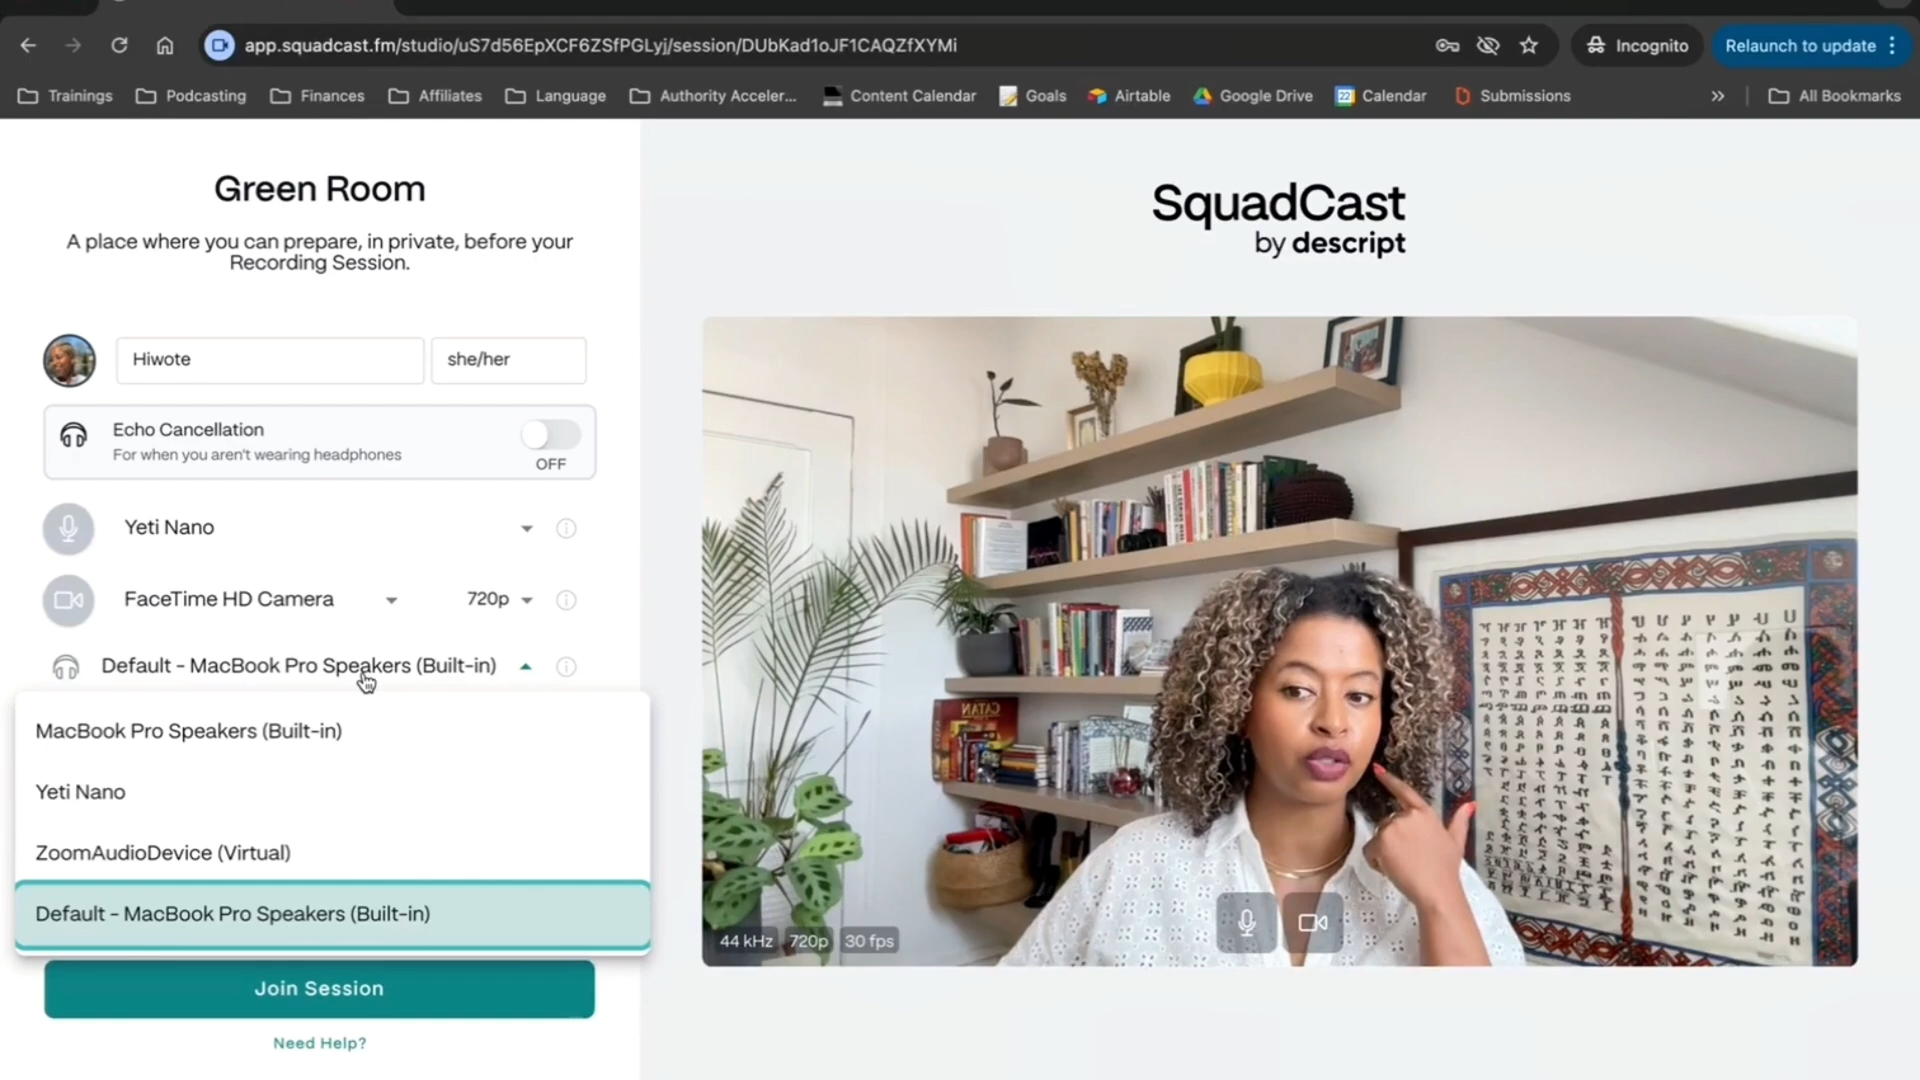 app.squadcast.fm/studio/uS7d56EpXCF6ZSfPGLyj/session/DUbKad1oJF1CAQZfXYMi
Incognito
Relaunch to update
Trainings
Podcasting
Finances
Affiliates
Language
Authority Acceler...
Content Calendar
Goals
Airtable
Google Drive
22
Calendar
Submissions
All Bookmarks
Green Room
A place where you can prepare, in private, before your
Recording Session.
Hiwote
she/her
Echo Cancellation
For when you aren't wearing headphones
OFF
Yeti Nano
FaceTime HD Camera
720p
Default - MacBook Pro Speakers (Built-in)
MacBook Pro Speakers (Built-in)
Yeti Nano
ZoomAudioDevice (Virtual)
Default - MacBook Pro Speakers (Built-in)
Join Session
Need Help?
SquadCast
by descript
CATAN
44 kHz
720p
30 fps